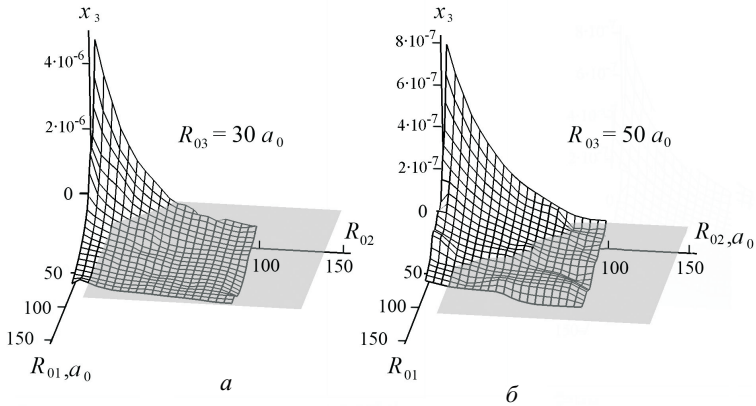 x₃
4·10⁻⁶
2·10⁻⁶
0
50
100
150
R₀₁,a₀
R₀₃ = 30 a₀
R₀₂
100
150
а
x₃
8·10⁻⁷
6·10⁻⁷
4·10⁻⁷
2·10⁻⁷
0
50
100
150
R₀₁
R₀₃ = 50 a₀
R₀₂,a₀
100
150
б